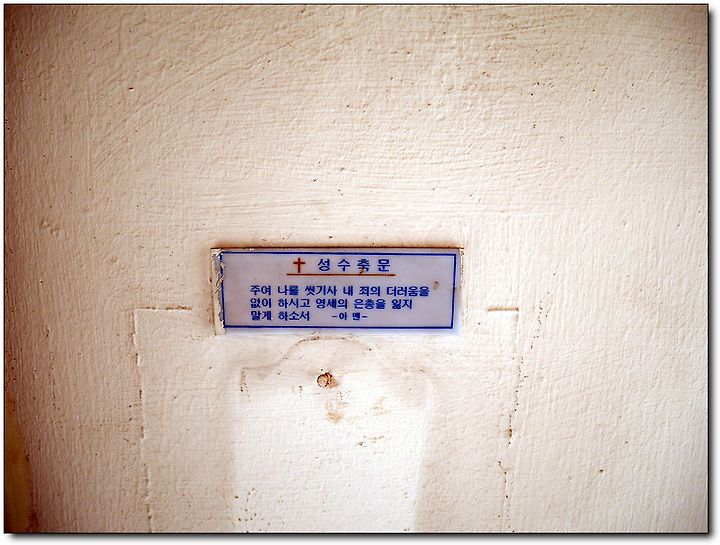 ✝ 성수축문
주여 나를 씻기사 내 죄의 더러움을
없이 하시고 영세의 은총을 잃지
말게 하소서 -아멘-